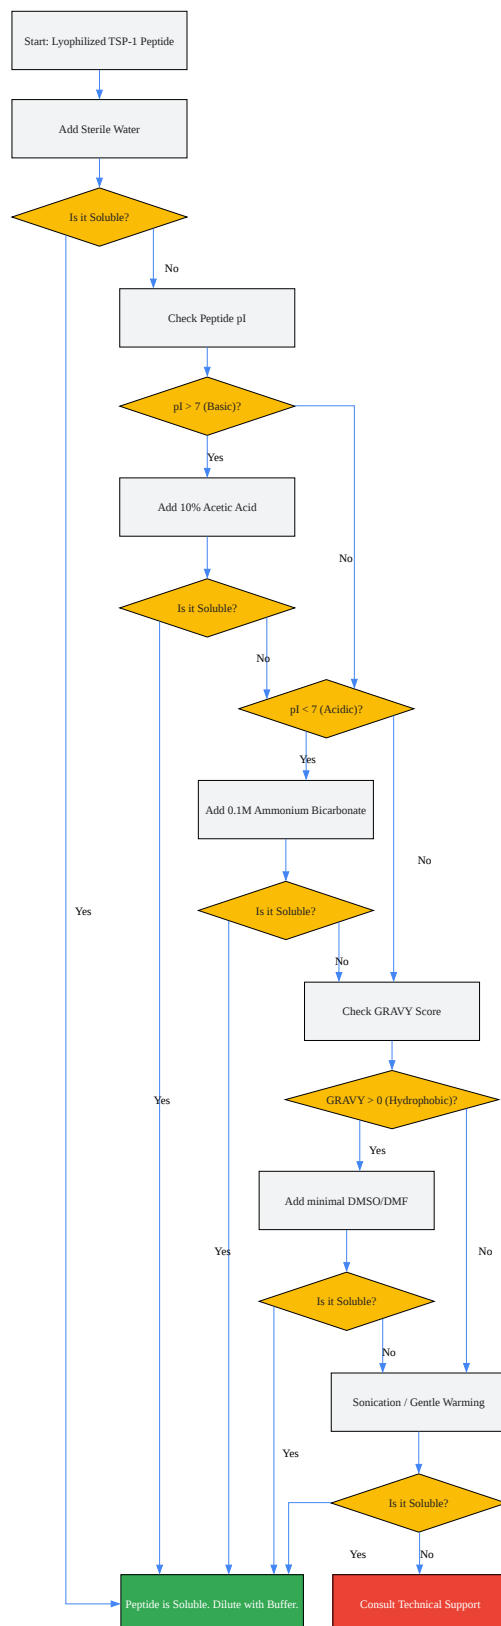 Start: Lyophilized TSP-1 Peptide
Add Sterile Water
Is it Soluble?
No
Check Peptide pI
pI > 7 (Basic)?
Yes
Add 10% Acetic Acid
No
Is it Soluble?
No
pI < 7 (Acidic)?
Yes
Add 0.1M Ammonium Bicarbonate
No
Yes
Is it Soluble?
No
Check GRAVY Score
Yes
GRAVY > 0 (Hydrophobic)?
Yes
Add minimal DMSO/DMF
Yes
No
Is it Soluble?
No
Sonication / Gentle Warming
Yes
Is it Soluble?
Yes
No
Peptide is Soluble. Dilute with Buffer.
Consult Technical Support